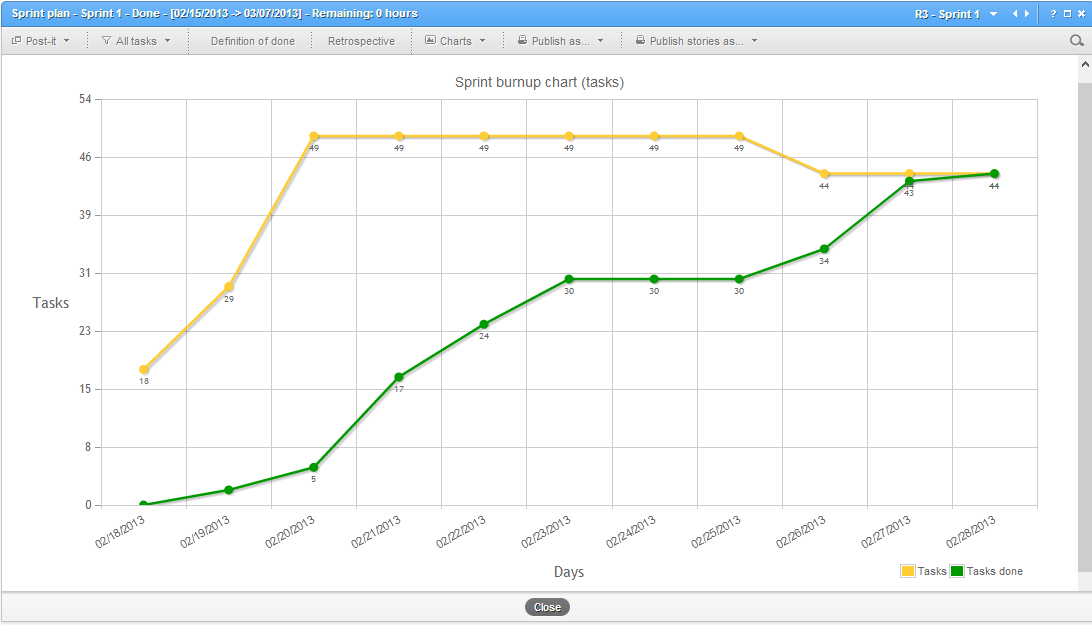 Sprint plan - Sprint 1 - Done - [02/15/2013 -> 03/07/2013] - Remaining: 0 hours
R3 - Sprint 1
?
Post-it
All tasks
Definition of done
Retrospective
Charts
Publish as...
Publish stories as...
Sprint burnup chart (tasks)
54
49 49 49 49 49 49
46
44 44 44
43
39
34
31
30 30 30
29
Tasks
24
23
18
17
15
8
5
0
02/18/2013 02/19/2013 02/20/2013 02/21/2013 02/22/2013 02/23/2013 02/24/2013 02/25/2013 02/26/2013 02/27/2013 02/28/2013
Days
Tasks Tasks done
Close